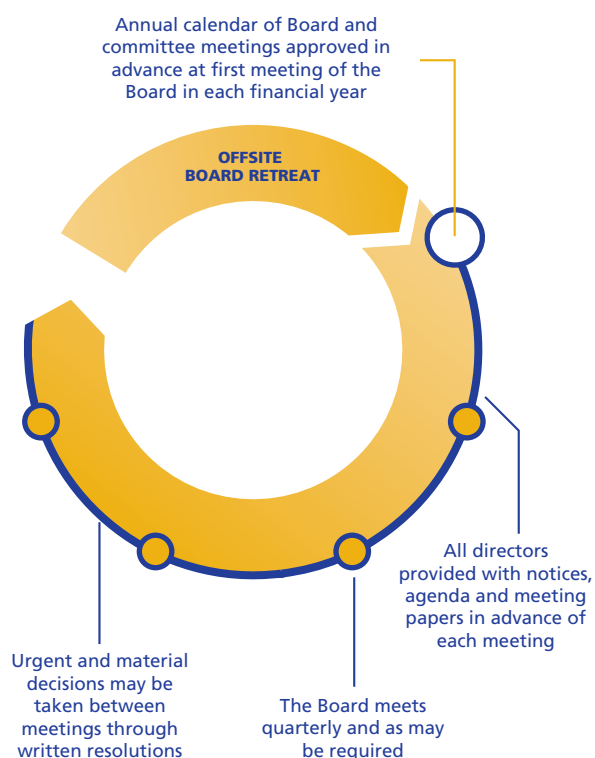 Annual calendar of Board and
committee meetings approved in
advance at first meeting of the
Board in each financial year
OFFSITE
BOARD RETREAT
All directors
provided with notices,
agenda and meeting
papers in advance of
each meeting
Urgent and material
decisions may be
taken between
meetings through
written resolutions
The Board meets
quarterly and as may
be required